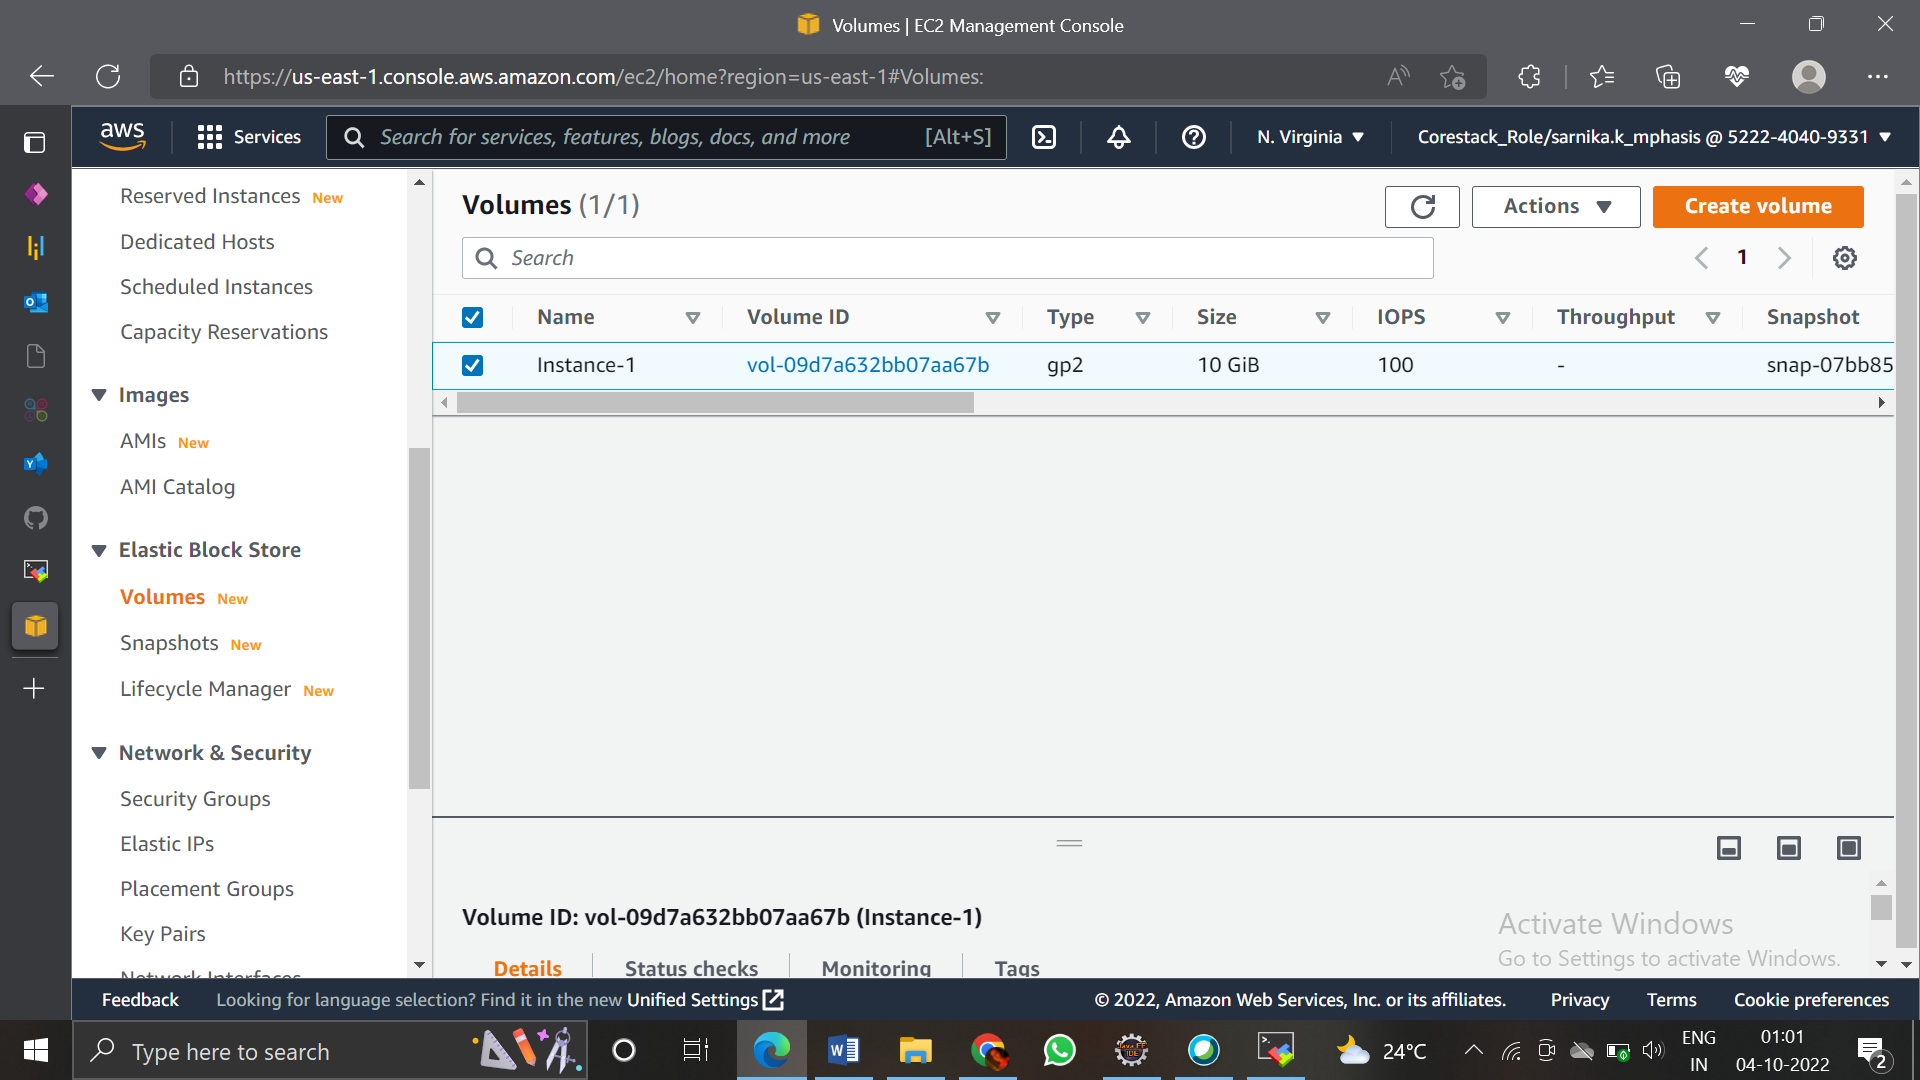 Volumes | EC2 Management Console
https://us-east-1.console.aws.amazon.com/ec2/home?region=us-east-1#Volumes:
aws
Services
Search for services, features, blogs, docs, and more [Alt+S]
N. Virginia
Corestack_Role/sarnika.k_mphasis @ 5222-4040-9331
Reserved Instances New
Dedicated Hosts
Scheduled Instances
Capacity Reservations
Images
AMIs New
AMI Catalog
Elastic Block Store
Volumes New
Snapshots New
Lifecycle Manager New
Network & Security
Security Groups
Elastic IPs
Placement Groups
Key Pairs
Network Interfaces
Volumes (1/1)
Actions
Create volume
Search
1
Name Volume ID Type Size IOPS Throughput Snapshot
Instance-1 vol-09d7a632bb07aa67b gp2 10 GiB 100 - snap-07bb85
Volume ID: vol-09d7a632bb07aa67b (Instance-1)
Details Status checks Monitoring Tags
Activate Windows
Go to Settings to activate Windows.
Feedback Looking for language selection? Find it in the new Unified Settings
© 2022, Amazon Web Services, Inc. or its affiliates. Privacy Terms Cookie preferences
Type here to search
24°C
ENG
IN
01:01
04-10-2022
2